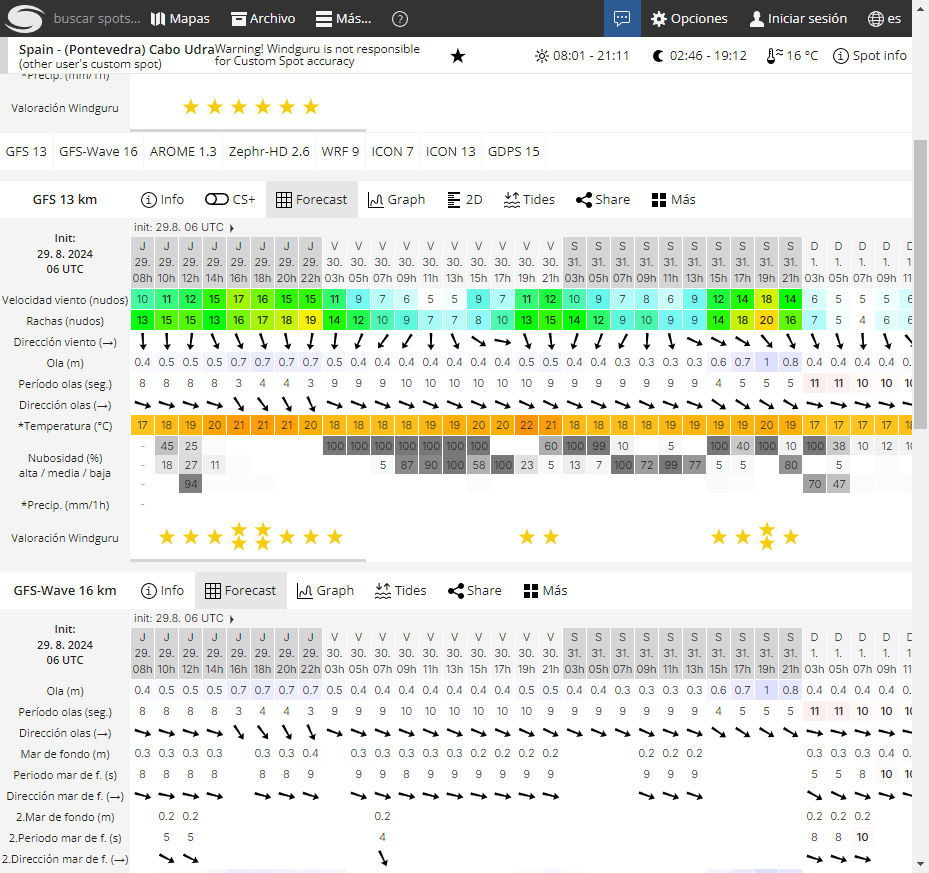 buscar spots... Mapas Archivo Más... ? Opciones Iniciar sesión es
Spain - (Pontevedra) Cabo Udra
(other user's custom spot)
Warning! Windguru is not responsible
for Custom Spot accuracy
08:01 - 21:11 02:46 - 19:12 16 °C Spot info
*Precip. (mm/1h)
Valoración Windguru
GFS 13 GFS-Wave 16 AROME 1.3 Zephr-HD 2.6 WRF 9 ICON 7 ICON 13 GDPS 15
GFS 13 km Info CS+ Forecast Graph 2D Tides Share Más
init: 29.8. 06 UTC
Init:
29. 8. 2024
06 UTC
J J J J J J J J V V V V V V V V V V S S S S S S S S S S D D D D D
29. 29. 29. 29. 29. 29. 29. 29. 30. 30. 30. 30. 30. 30. 30. 30. 30. 30. 31. 31. 31. 31. 31. 31. 31. 31. 31. 31. 1. 1. 1. 1. 1.
08h 10h 12h 14h 16h 18h 20h 22h 03h 05h 07h 09h 11h 13h 15h 17h 19h 21h 03h 05h 07h 09h 11h 13h 15h 17h 19h 21h 03h 05h 07h 09h 11
Velocidad viento (nudos) 10 11 12 15 17 16 15 15 11 9 7 6 5 5 9 7 11 12 10 9 7 8 6 9 12 14 18 14 6 5 5 5 6
Rachas (nudos) 13 15 15 13 16 17 18 19 14 12 10 9 7 7 8 10 13 15 14 12 9 10 9 9 14 18 20 16 7 5 4 6 6
Dirección viento (→)
Ola (m) 0.4 0.5 0.5 0.5 0.7 0.7 0.7 0.7 0.5 0.4 0.4 0.4 0.4 0.4 0.4 0.4 0.5 0.5 0.4 0.4 0.3 0.3 0.3 0.3 0.6 0.7 1 0.8 0.4 0.4 0.4 0.4 0.
Período olas (seg.) 8 8 8 8 3 4 4 3 9 9 9 10 10 10 10 10 10 9 9 9 9 9 9 9 4 5 5 5 11 11 10 10 10
Dirección olas (→)
*Temperatura (°C) 17 18 19 20 21 21 21 20 18 18 18 18 19 19 20 20 22 21 19 18 18 18 19 19 19 19 20 19 17 17 17 17 18
- 45 25 100 100 100 100 100 100 100 60 100 99 10 5 100 40 100 10 100 38 10 12 10
Nubosidad (%)
alta / media / baja
- 18 27 11 5 87 90 100 58 100 23 5 13 7 100 72 99 77 5 5 80 5
- 94 70 47
*Precip. (mm/1h) -
Valoración Windguru
GFS-Wave 16 km Info Forecast Graph Tides Share Más
init: 29.8. 06 UTC
Init:
29. 8. 2024
06 UTC
J J J J J J J J V V V V V V V V V V S S S S S S S S S S D D D D D
29. 29. 29. 29. 29. 29. 29. 29. 30. 30. 30. 30. 30. 30. 30. 30. 30. 30. 31. 31. 31. 31. 31. 31. 31. 31. 31. 31. 1. 1. 1. 1. 1.
08h 10h 12h 14h 16h 18h 20h 22h 03h 05h 07h 09h 11h 13h 15h 17h 19h 21h 03h 05h 07h 09h 11h 13h 15h 17h 19h 21h 03h 05h 07h 09h 11
Ola (m) 0.4 0.5 0.5 0.5 0.7 0.7 0.7 0.7 0.5 0.4 0.4 0.4 0.4 0.4 0.4 0.4 0.5 0.5 0.4 0.4 0.3 0.3 0.3 0.3 0.6 0.7 1 0.8 0.4 0.4 0.4 0.4 0.
Período olas (seg.) 8 8 8 8 3 4 4 3 9 9 9 10 10 10 10 10 10 9 9 9 9 9 9 9 4 5 5 5 11 11 10 10 10
Dirección olas (→)
Mar de fondo (m) 0.3 0.3 0.3 0.3 0.3 0.3 0.4 0.3 0.3 0.3 0.3 0.3 0.2 0.2 0.2 0.2 0.2 0.2 0.2 0.3 0.3 0.3 0.4 0.
Periodo mar de f. (s) 8 8 8 8 8 8 9 9 9 8 9 9 9 9 9 9 9 9 9 5 5 8 10 10
Dirección mar de f. (→)
2.Mar de fondo (m) 0.2 0.2 0.2 0.2 0.2 0.2
2.Periodo mar de f. (s) 5 5 4 8 8 10
2.Dirección mar de f. (→)